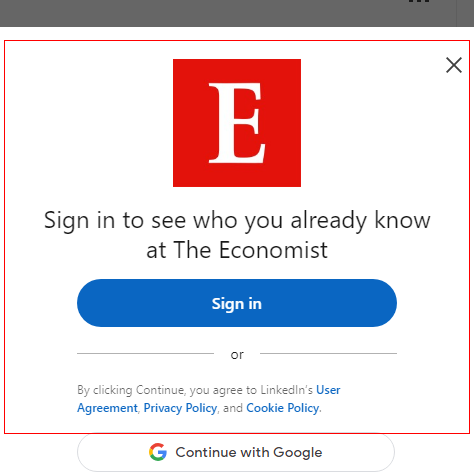 E
Sign in to see who you already know
at The Economist
Sign in
or
By clicking Continue, you agree to LinkedIn's User
Agreement, Privacy Policy, and Cookie Policy.
Continue with Google